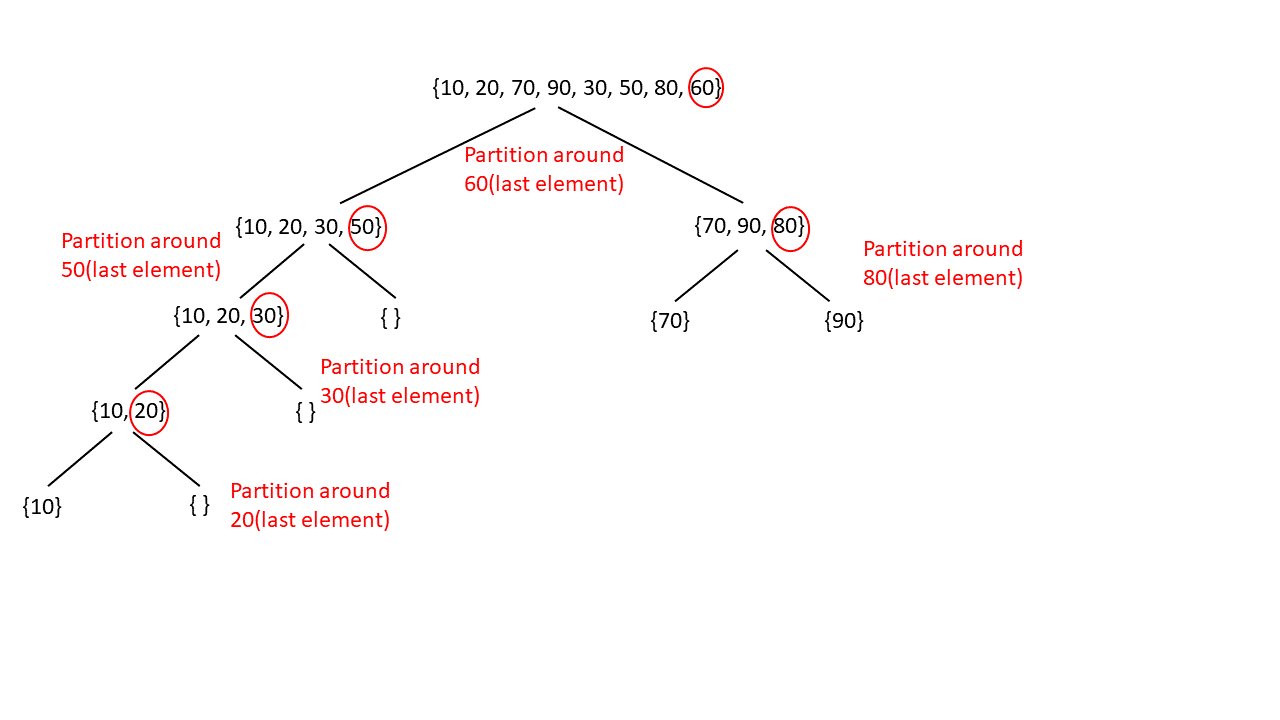 {10, 20, 70, 90, 30, 50, 80, 60}
Partition around
60(last element)
{10, 20, 30, 50}
{70, 90, 80}
Partition around
50(last element)
Partition around
80(last element)
{10, 20, 30}
{ }
{70}
{90}
Partition around
30(last element)
{10, 20}
{ }
{10}
{ }
Partition around
20(last element)